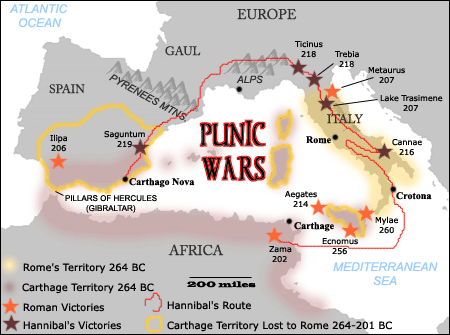 ATLANTIC
OCEAN
EUROPE
GAUL
Ticinus
218
Trebia
218
Metaurus
207
ALPS
PYRENEES MTNS
SPAIN
Lake Trasimene
207
ITALY
Ilipa
206
Saguntum
219
PUNIC
WARS
Rome
Cannae
216
Carthago Nova
PILLARS OF HERCULES
(GIBRALTAR)
Aegates
214
Crotona
Carthage
Mylae
260
Ecnomus
256
AFRICA
Zama
202
MEDITERRANEAN
SEA
200 miles
Rome's Territory 264 BC
Carthage Territory 264 BC
Roman Victories
Hannibal's Route
Hannibal's Victories
Carthage Territory Lost to Rome 264-201 BC